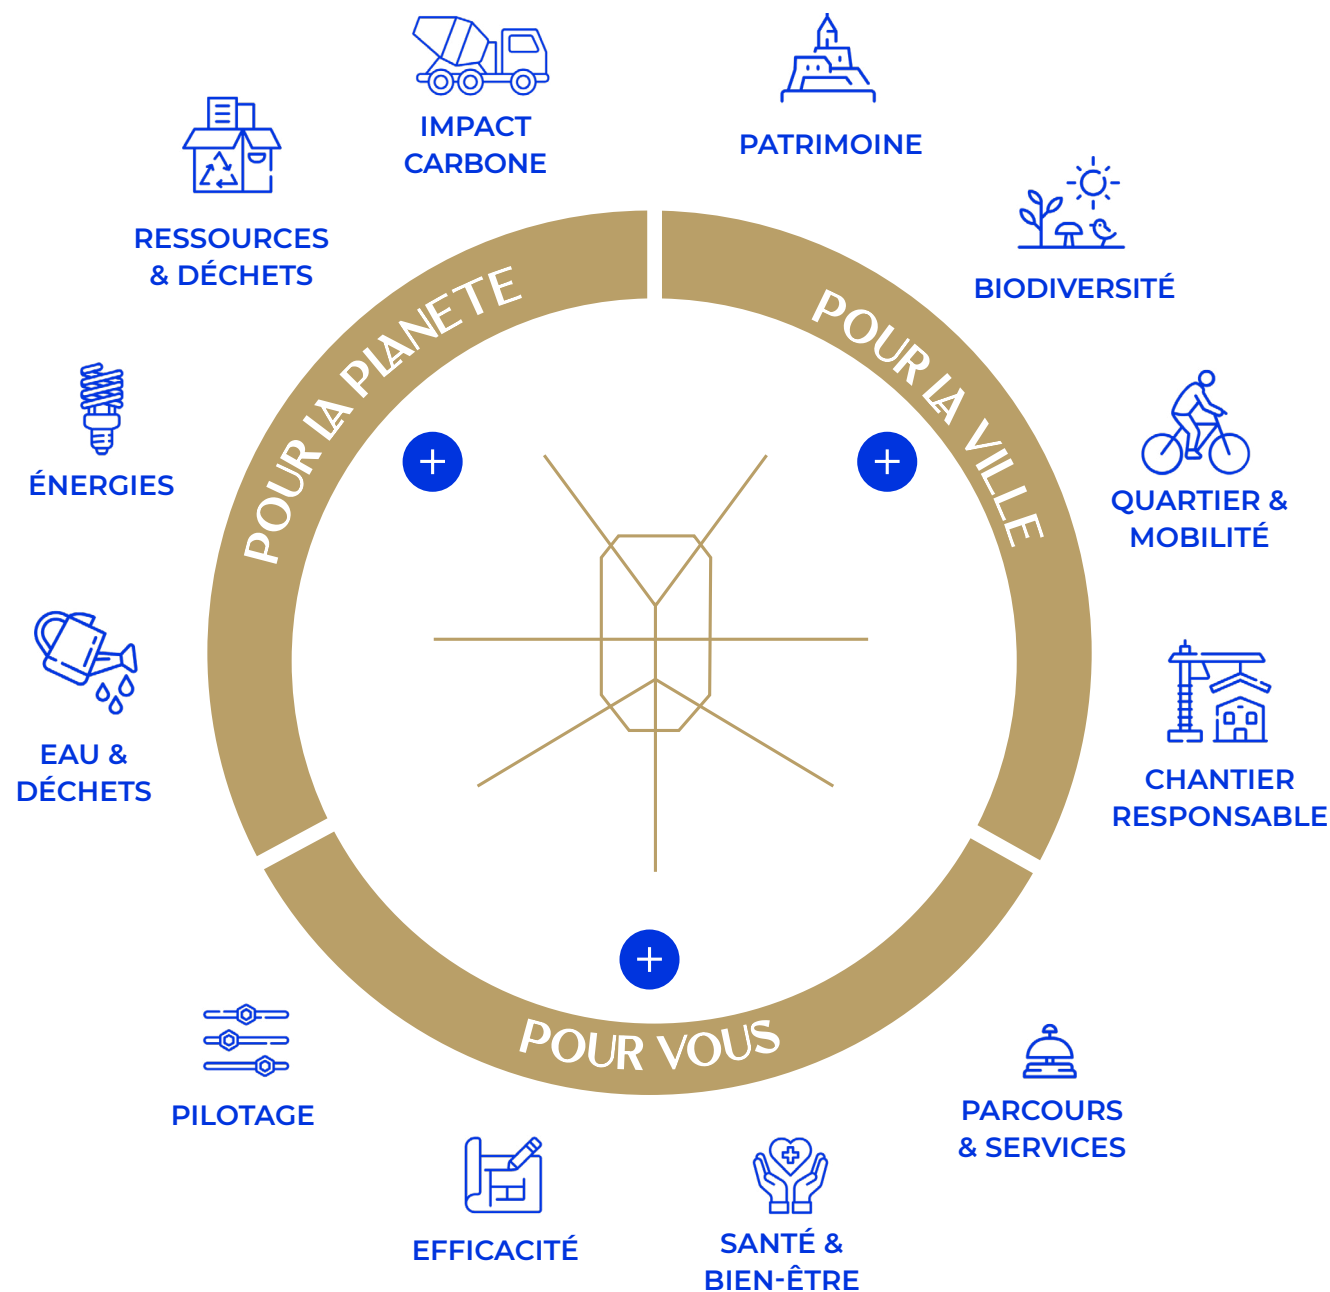 IMPACT
CARBONE
PATRIMOINE
RESSOURCES
& DÉCHETS
BIODIVERSITÉ
POUR LA PLANETE
POUR LA VILLE
ÉNERGIES
QUARTIER &
MOBILITÉ
EAU &
DÉCHETS
CHANTIER
RESPONSABLE
POUR VOUS
PILOTAGE
PARCOURS
& SERVICES
EFFICACITÉ
SANTÉ &
BIEN-ÊTRE